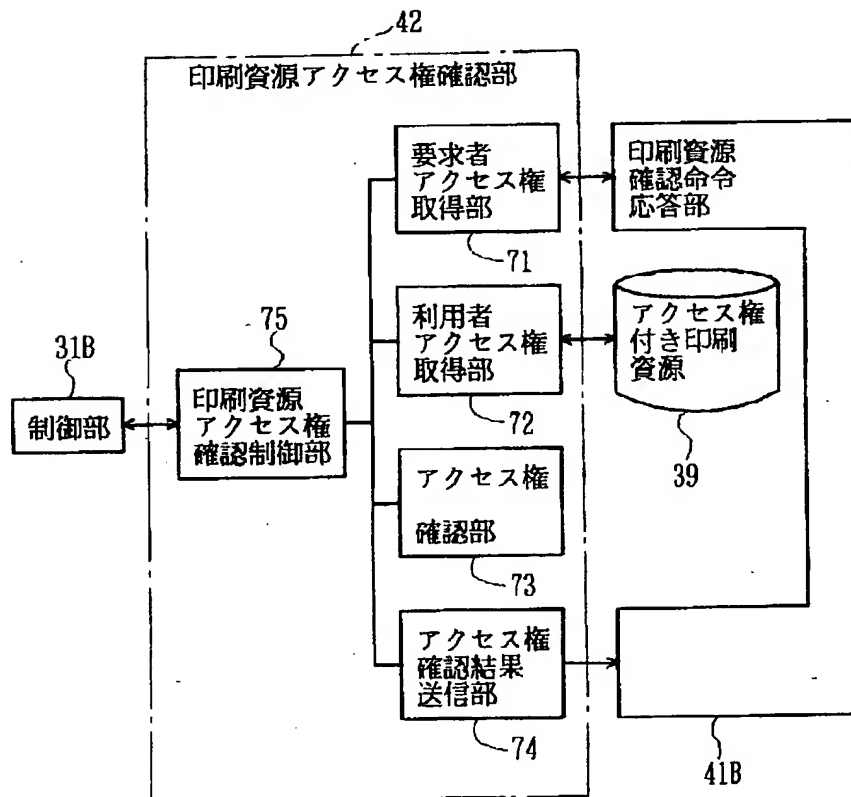 42
印刷資源アクセス権確認部
要求者
アクセス権
取得部
71
印刷資源
確認命令
応答部
利用者
アクセス権
取得部
72
アクセス権
付き印刷
資源
39
75
印刷資源
アクセス権
確認制御部
31B
制御部
アクセス権
確認部
73
アクセス権
確認結果
送信部
74
41B